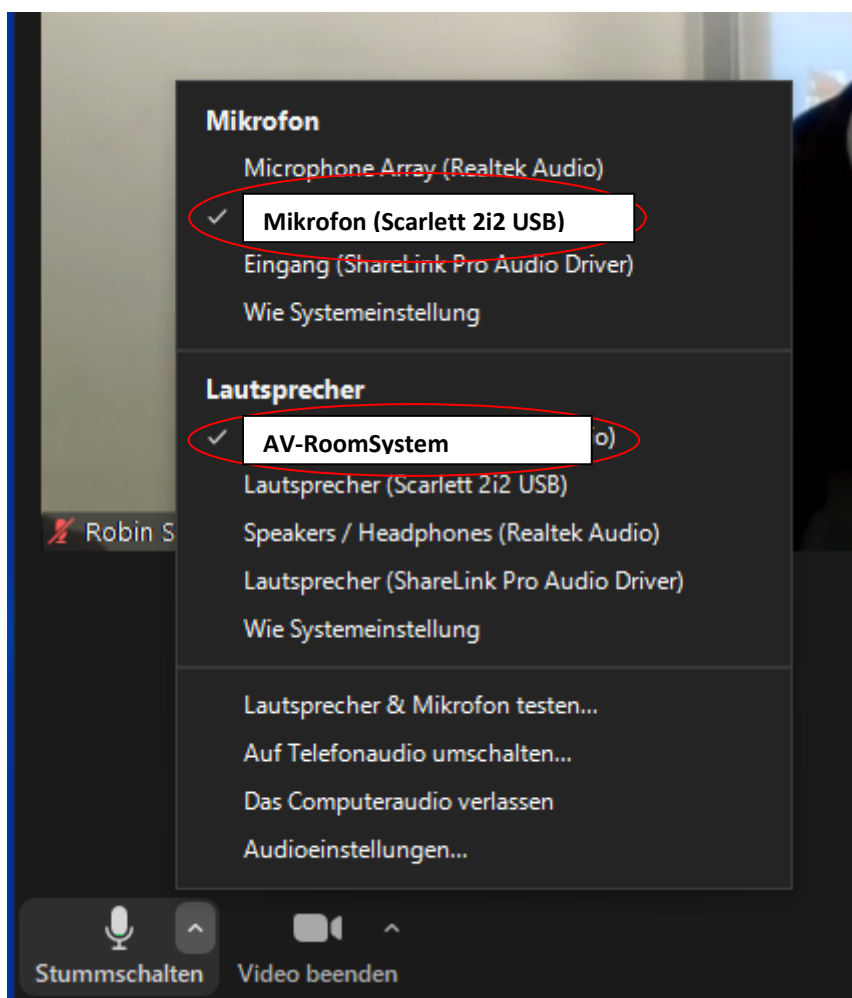 Mikrofon
Microphone Array (Realtek Audio)
Mikrofon (Scarlett 2i2 USB)
Eingang (ShareLink Pro Audio Driver)
Wie Systemeinstellung
Lautsprecher
AV-RoomSystem io)
Lautsprecher (Scarlett 2i2 USB)
Robin S
Speakers / Headphones (Realtek Audio)
Lautsprecher (ShareLink Pro Audio Driver)
Wie Systemeinstellung
Lautsprecher & Mikrofon testen...
Auf Telefonaudio umschalten...
Das Computeraudio verlassen
Audioeinstellungen...
Stummschalten
Video beenden